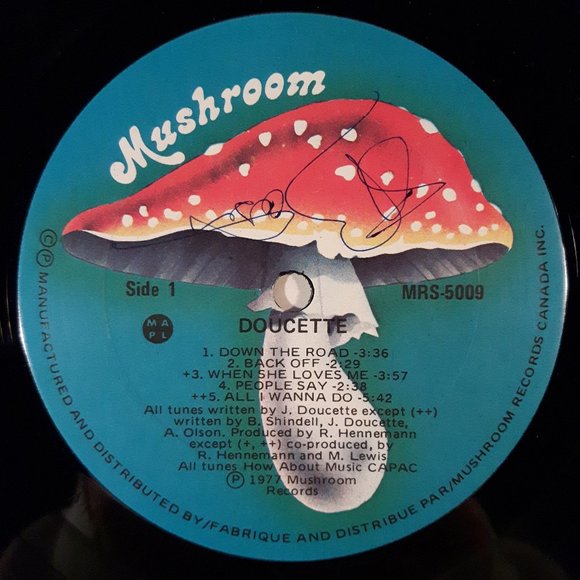 Mushroom
Side 1
MRS-5009
M A
P L
DOUCETTE
1. DOWN THE ROAD -3:36
2. BACK OFF -2:29
+3. WHEN SHE LOVES ME -3:57
4. PEOPLE SAY -2:38
++5. ALL I WANNA DO -5:42
All tunes written by J. Doucette except (++)
written by B. Shindell, J. Doucette,
A. Olson. Produced by R. Hennemann
except (+, ++) co-produced, by
R. Hennemann and M. Lewis
All tunes How About Music CAPAC
Ⓟ 1977 Mushroom
Records
© Ⓟ MANUFACTURED AND DISTRIBUTED BY/FABRIQUE AND DISTRIBUE PAR/MUSHROOM RECORDS CANADA INC.